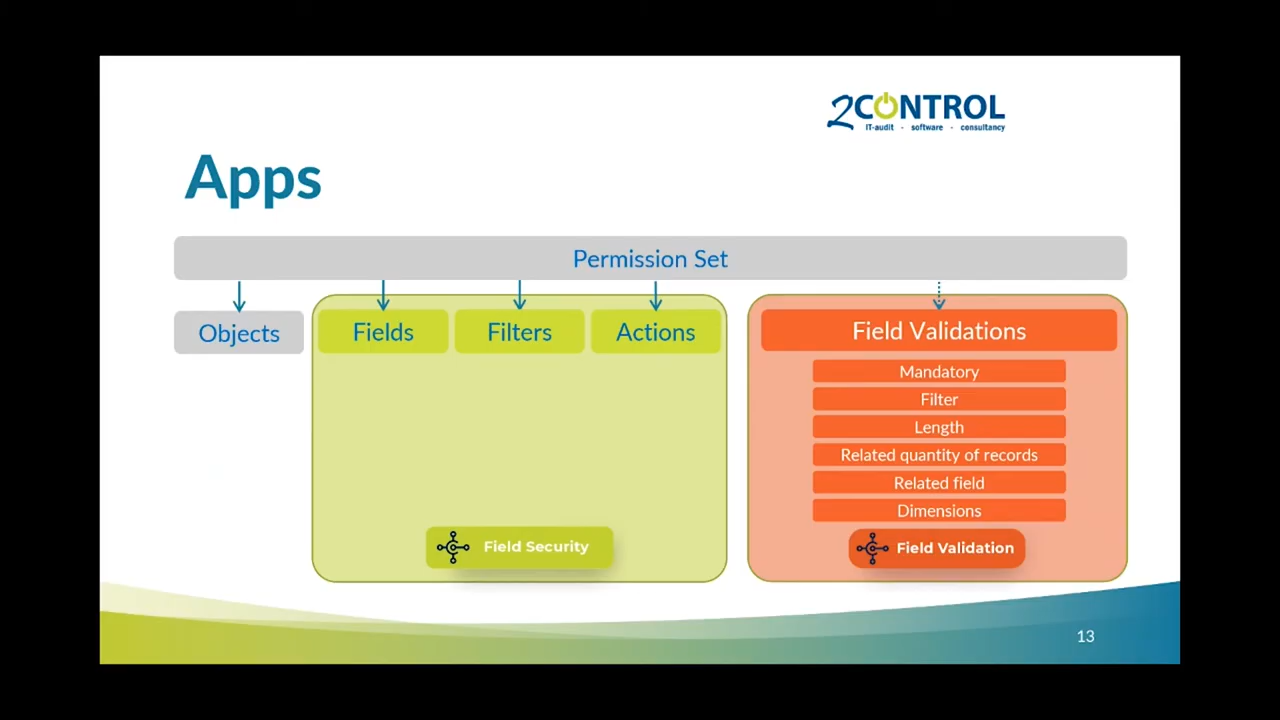 2CONTROL
IT-audit - software - consultancy
Apps
Permission Set
Objects
Fields
Filters
Actions
Field Security
Field Validations
Mandatory
Filter
Length
Related quantity of records
Related field
Dimensions
Field Validation
13